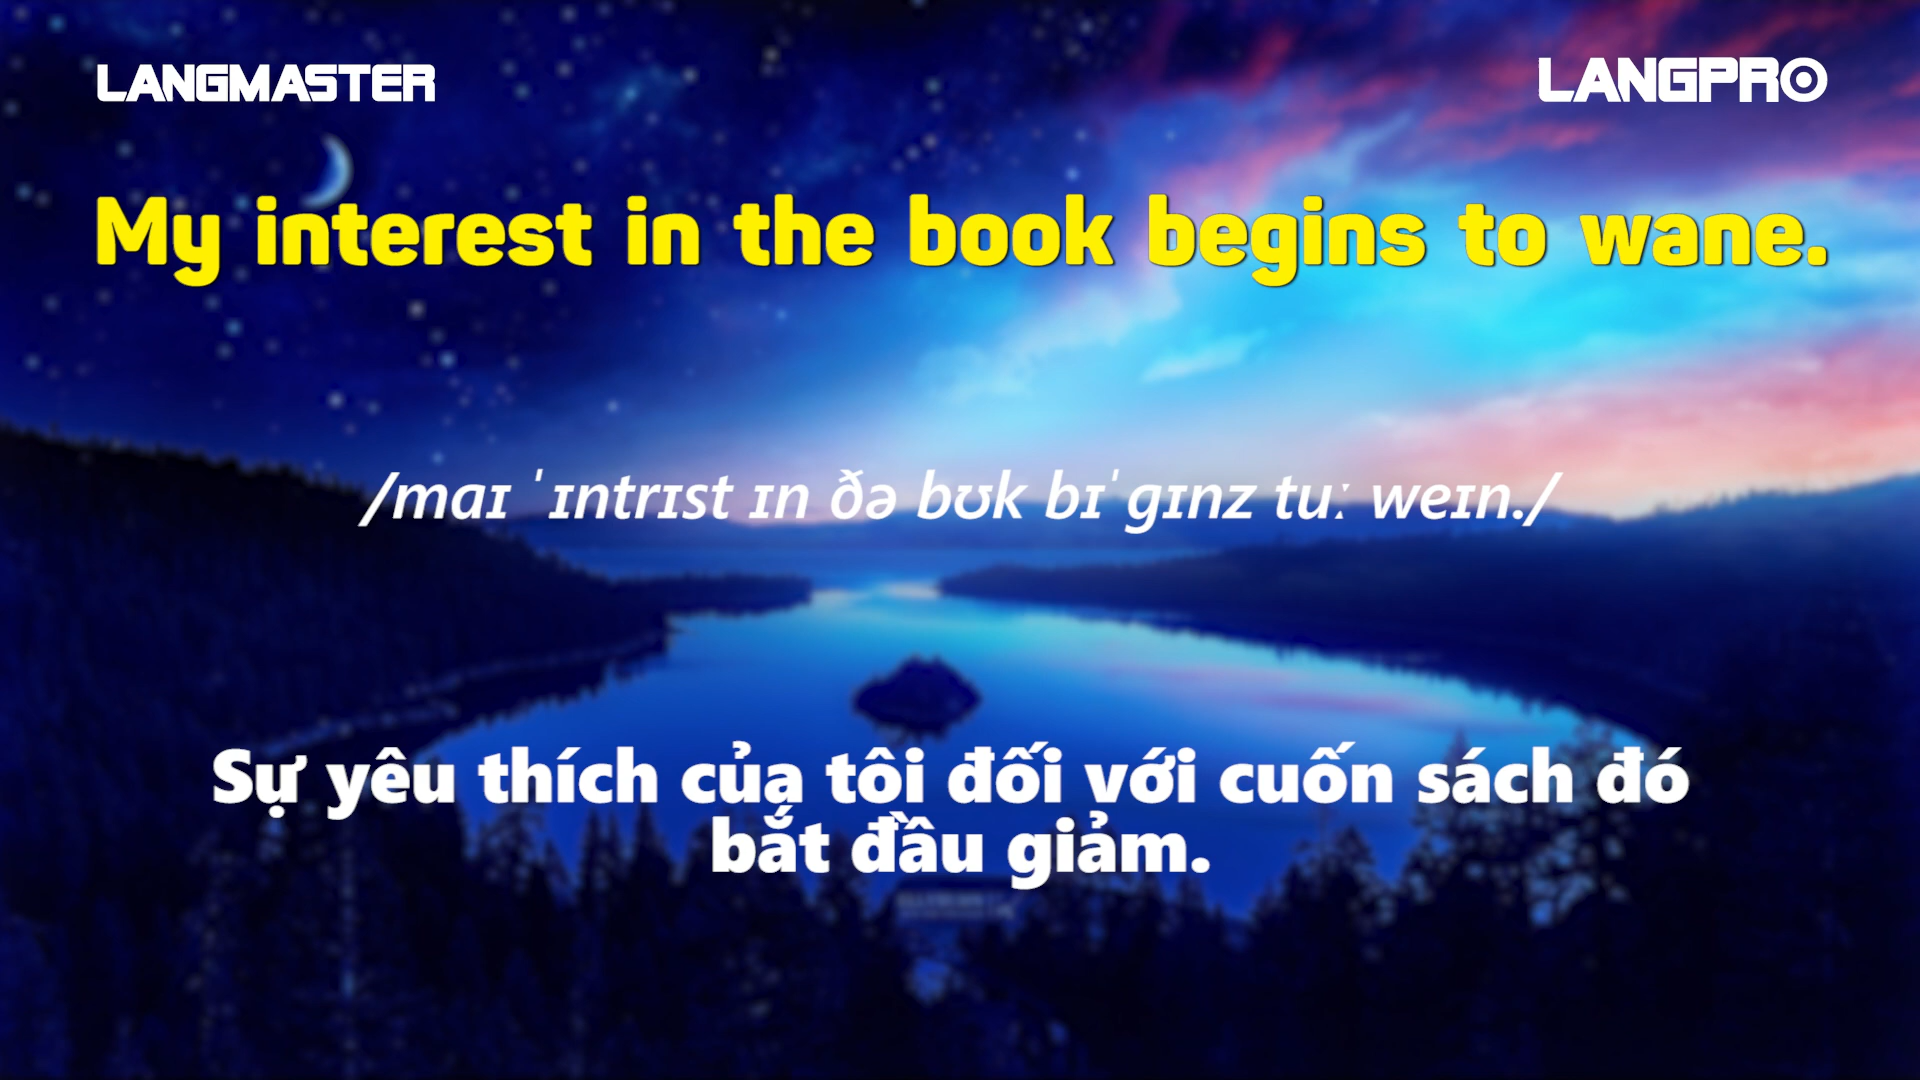 LANGMASTER
LANGPRO
My interest in the book begins to wane.
/maɪ ˈɪntrɪst ɪn ðə bʊk bɪˈgɪnz tuː weɪn./
Sự yêu thích của tôi đối với cuốn sách đó
bắt đầu giảm.